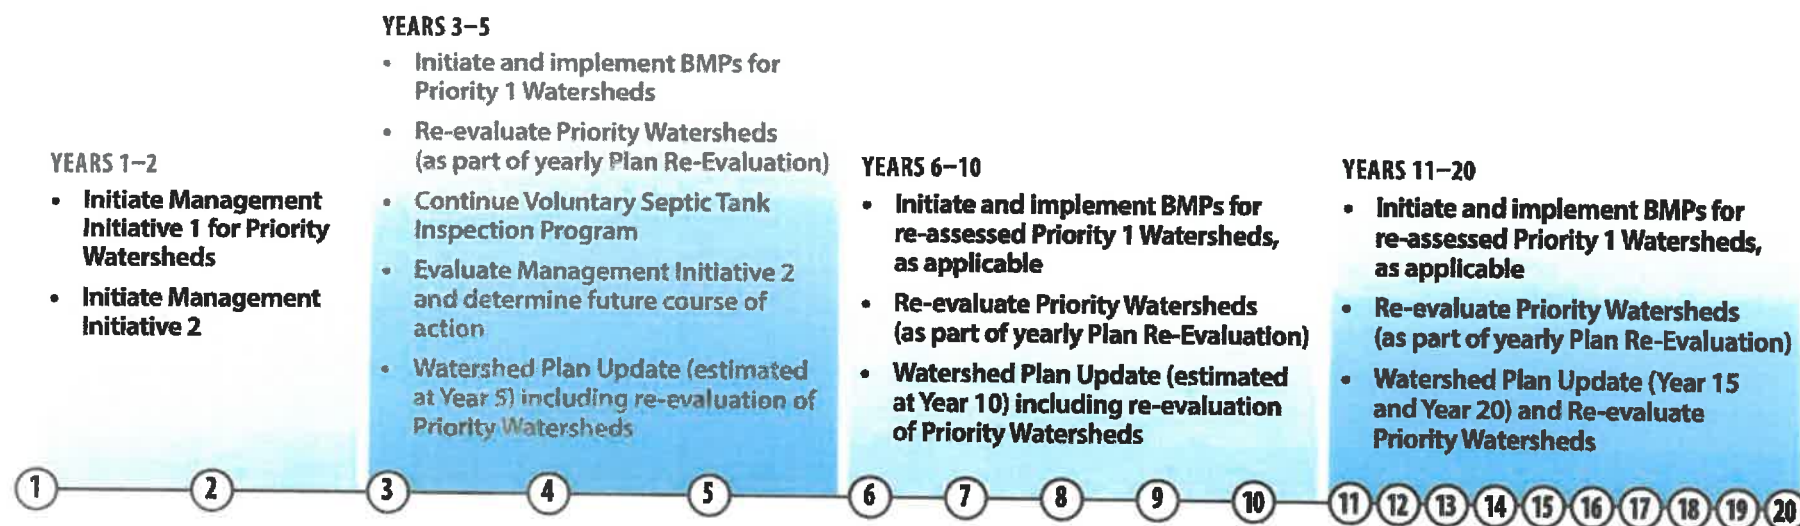 YEARS 1–2
• Initiate Management
Initiative 1 for Priority
Watersheds
• Initiate Management
Initiative 2
YEARS 3–5
• Initiate and implement BMPs for
Priority 1 Watersheds
• Re-evaluate Priority Watersheds
(as part of yearly Plan Re-Evaluation)
• Continue Voluntary Septic Tank
Inspection Program
• Evaluate Management Initiative 2
and determine future course of
action
• Watershed Plan Update (estimated
at Year 5) including re-evaluation of
Priority Watersheds
YEARS 6–10
• Initiate and implement BMPs for
re-assessed Priority 1 Watersheds,
as applicable
• Re-evaluate Priority Watersheds
(as part of yearly Plan Re-Evaluation)
• Watershed Plan Update (estimated
at Year 10) including re-evaluation
of Priority Watersheds
YEARS 11–20
• Initiate and implement BMPs for
re-assessed Priority 1 Watersheds,
as applicable
• Re-evaluate Priority Watersheds
(as part of yearly Plan Re-Evaluation)
• Watershed Plan Update (Year 15
and Year 20) and Re-evaluate
Priority Watersheds
1 2 3 4 5 6 7 8 9 10 11 12 13 14 15 16 17 18 19 20